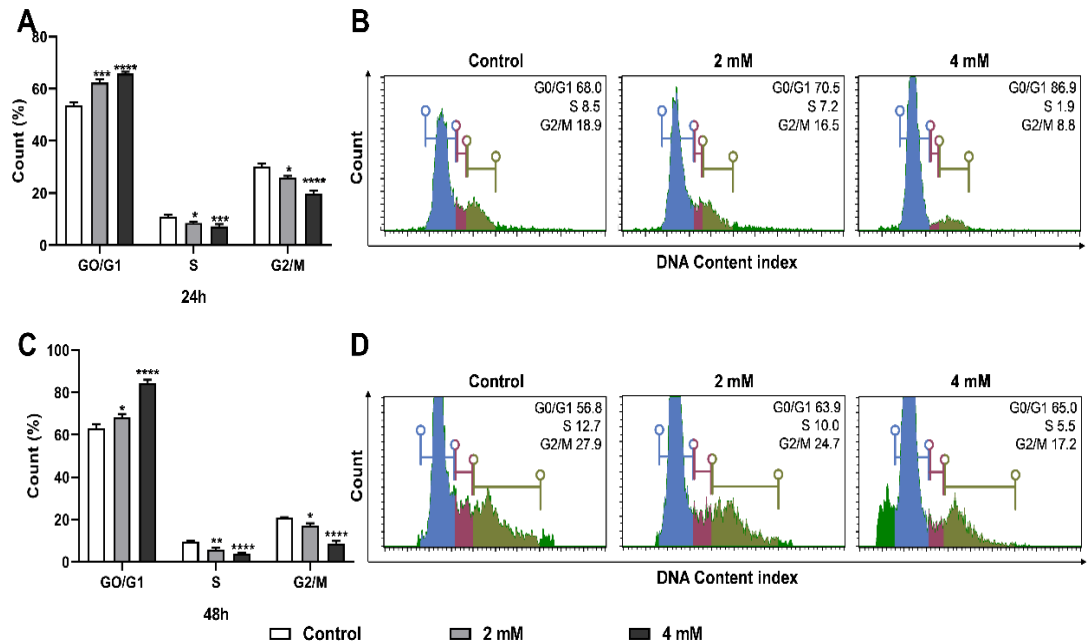 A
80
60
40
20
0
Count (%)
***
****
*
***
*
****
GO/G1
S
G2/M
24h
B
Control
2 mM
4 mM
Count
G0/G1 68.0
S 8.5
G2/M 18.9
G0/G1 70.5
S 7.2
G2/M 16.5
G0/G1 86.9
S 1.9
G2/M 8.8
DNA Content index
C
100
80
60
40
20
0
Count (%)
*
****
**
****
*
****
GO/G1
S
G2/M
48h
D
Control
2 mM
4 mM
Count
G0/G1 56.8
S 12.7
G2/M 27.9
G0/G1 63.9
S 10.0
G2/M 24.7
G0/G1 65.0
S 5.5
G2/M 17.2
DNA Content index
Control
2 mM
4 mM